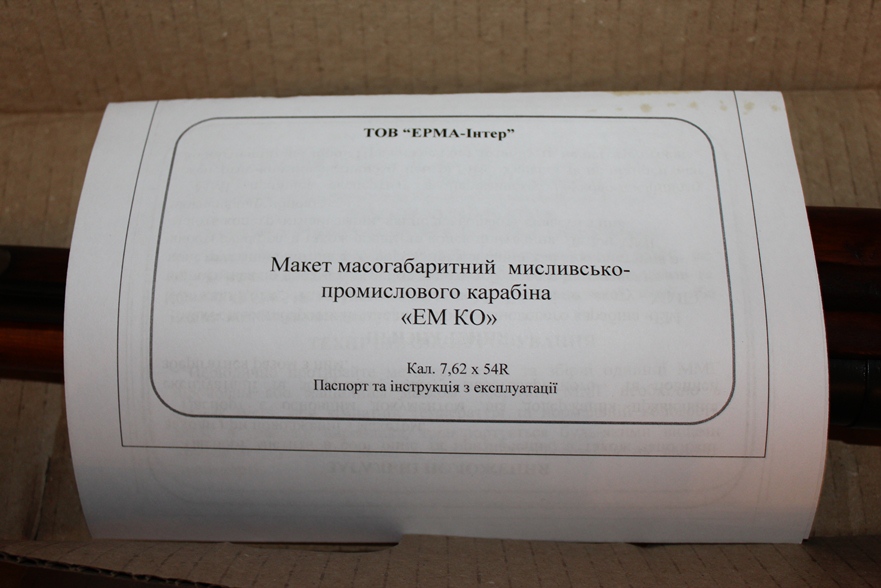 ТОВ “ЕРМА-Інтер”
Макет масогабаритний мисливсько-
промислового карабіна
«ЕМ КО»
Кал. 7,62 х 54R
Паспорт та інструкція з експлуатації